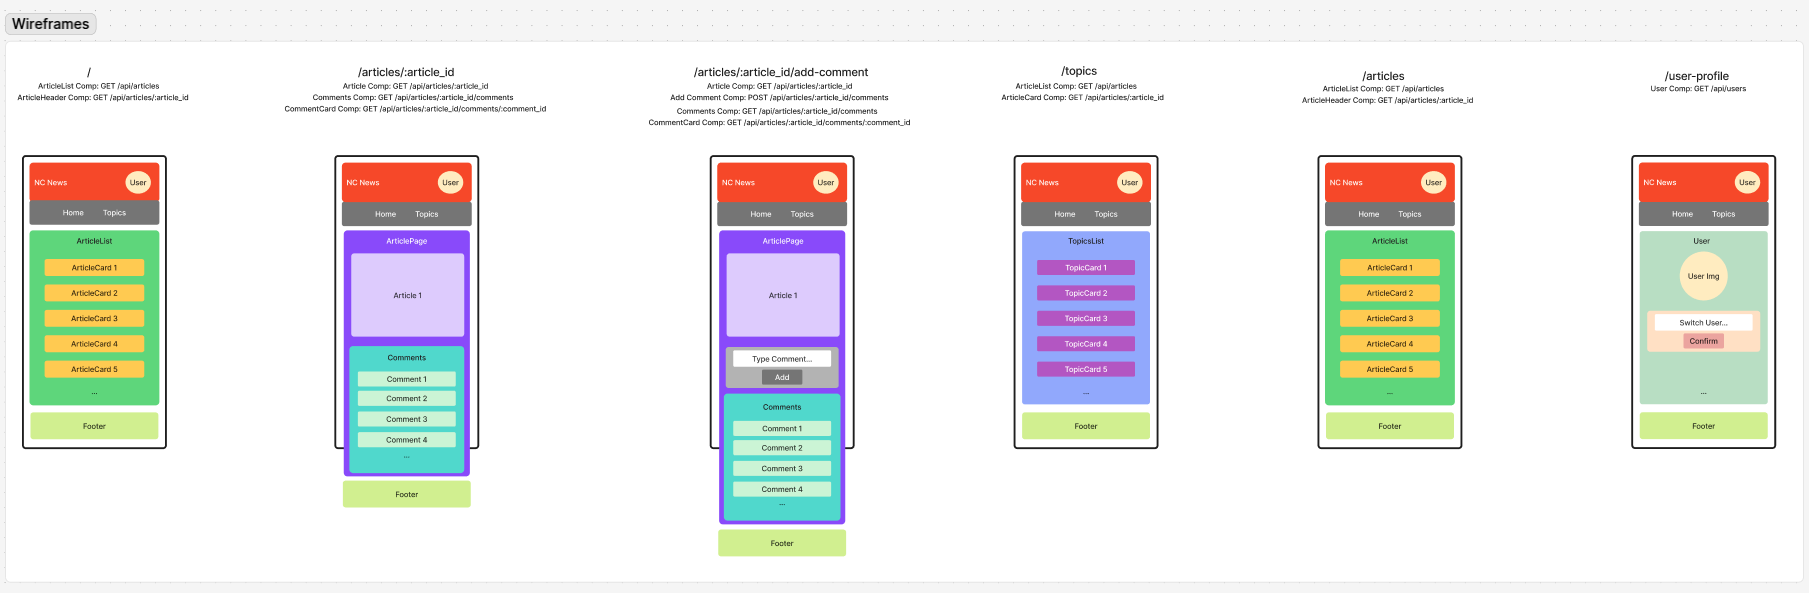 Wireframes
/
ArticleList Comp: GET /api/articles
ArticleHeader Comp: GET /api/articles/:article_id
NC News
User
Home Topics
ArticleList
ArticleCard 1
ArticleCard 2
ArticleCard 3
ArticleCard 4
ArticleCard 5
...
Footer
/articles/:article_id
Article Comp: GET /api/articles/:article_id
Comments Comp: GET /api/articles/:article_id/comments
CommentCard Comp: GET /api/articles/:article_id/comments/:comment_id
NC News
User
Home Topics
ArticlePage
Article 1
Comments
Comment 1
Comment 2
Comment 3
Comment 4
...
Footer
/articles/:article_id/add-comment
Article Comp: GET /api/articles/:article_id
Add Comment Comp: POST /api/articles/:article_id/comments
Comments Comp: GET /api/articles/:article_id/comments
CommentCard Comp: GET /api/articles/:article_id/comments/:comment_id
NC News
User
Home Topics
ArticlePage
Article 1
Type Comment...
Add
Comments
Comment 1
Comment 2
Comment 3
Comment 4
...
Footer
/topics
ArticleList Comp: GET /api/articles
ArticleCard Comp: GET /api/articles/:article_id
NC News
User
Home Topics
TopicsList
TopicCard 1
TopicCard 2
TopicCard 3
TopicCard 4
TopicCard 5
...
Footer
/articles
ArticleList Comp: GET /api/articles
ArticleHeader Comp: GET /api/articles/:article_id
NC News
User
Home Topics
ArticleList
ArticleCard 1
ArticleCard 2
ArticleCard 3
ArticleCard 4
ArticleCard 5
...
Footer
/user-profile
User Comp: GET /api/users
NC News
User
Home Topics
User
User Img
Switch User...
Confirm
...
Footer